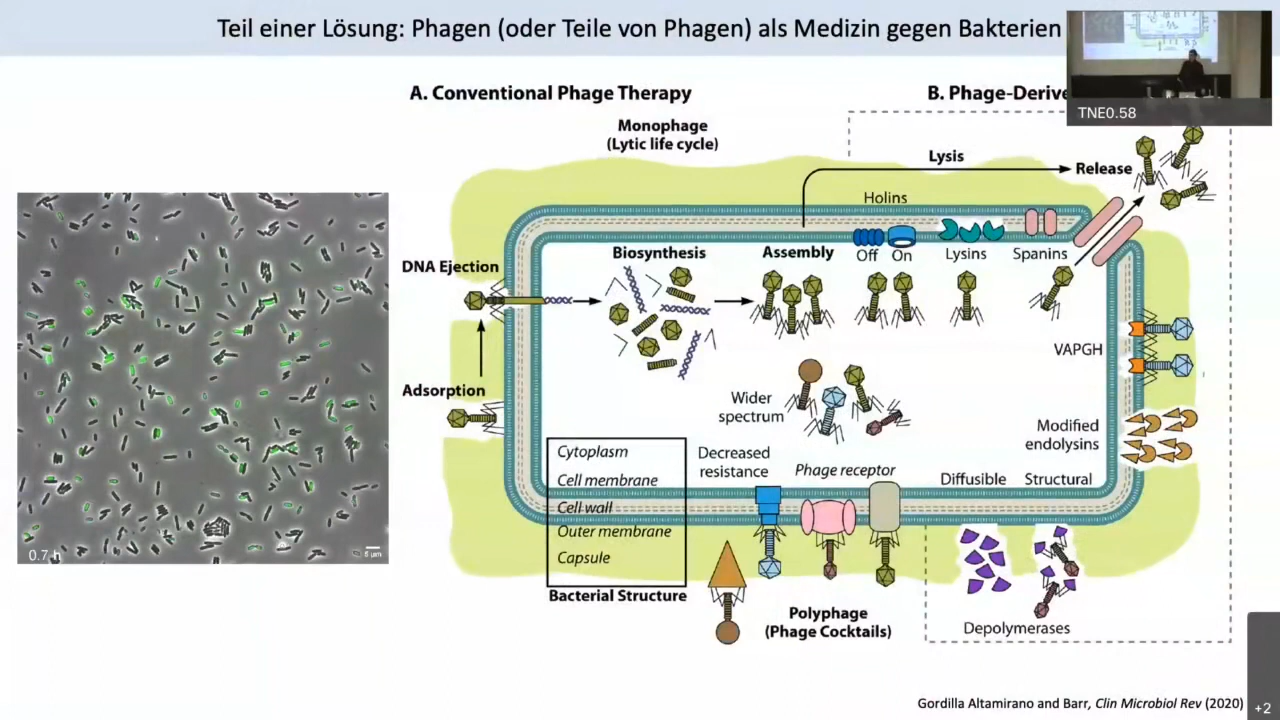 Teil einer Lösung: Phagen (oder Teile von Phagen) als Medizin gegen Bakterien
TNE0.58
A. Conventional Phage Therapy
B. Phage-Derive
Monophage
(Lytic life cycle)
Lysis
Release
Holins
DNA Ejection
Biosynthesis
Assembly
Off
On
Lysins
Spanins
VAPGH
Adsorption
Wider
spectrum
Modified
endolysins
Cytoplasm
Cell membrane
Cell wall
Outer membrane
Capsule
Bacterial Structure
Decreased
resistance
Phage receptor
Diffusible
Structural
0.7 h
5 µm
Polyphage
(Phage Cocktails)
Depolymerases
Gordilla Altamirano and Barr, Clin Microbiol Rev (2020)
+2